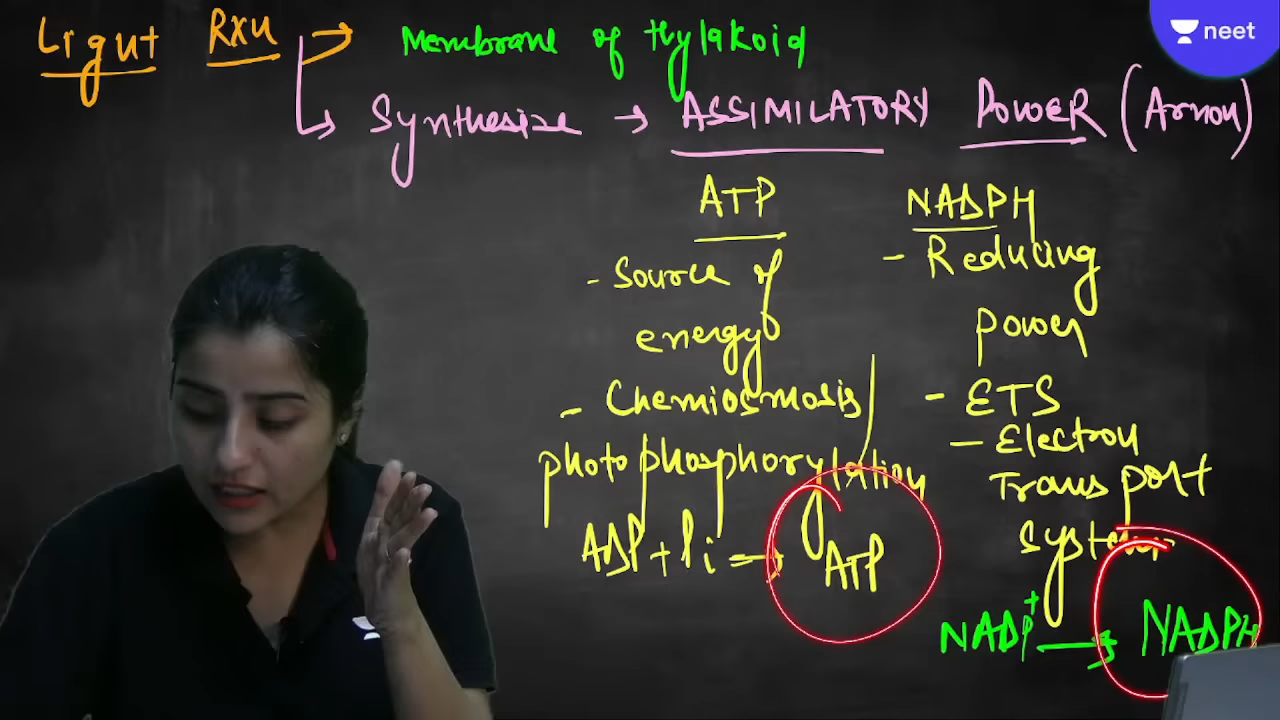 Light Rxn → Membrane of thylakoid
neet
↳ Synthesize → ASSIMILATORY POWER (Arnon)
ATP
- Source of
energy
- Chemiosmosis/
photophosphorylation
ADP + Pi → ATP
NADPH
- Reducing
power
- ETS
- Electron
Transport
System
NADP+ → NADPH